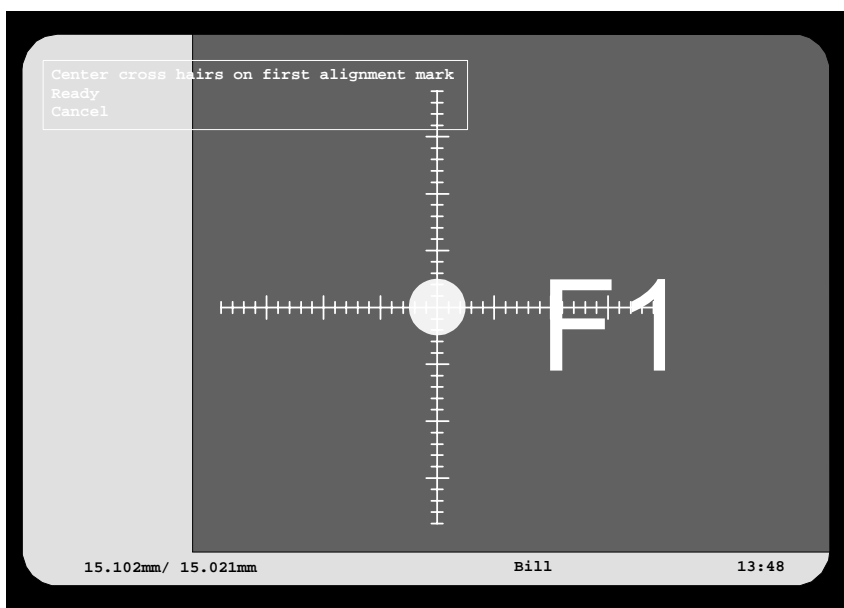 Center cross hairs on first alignment mark
Ready
Cancel
F1
15.102mm/ 15.021mm Bill 13:48